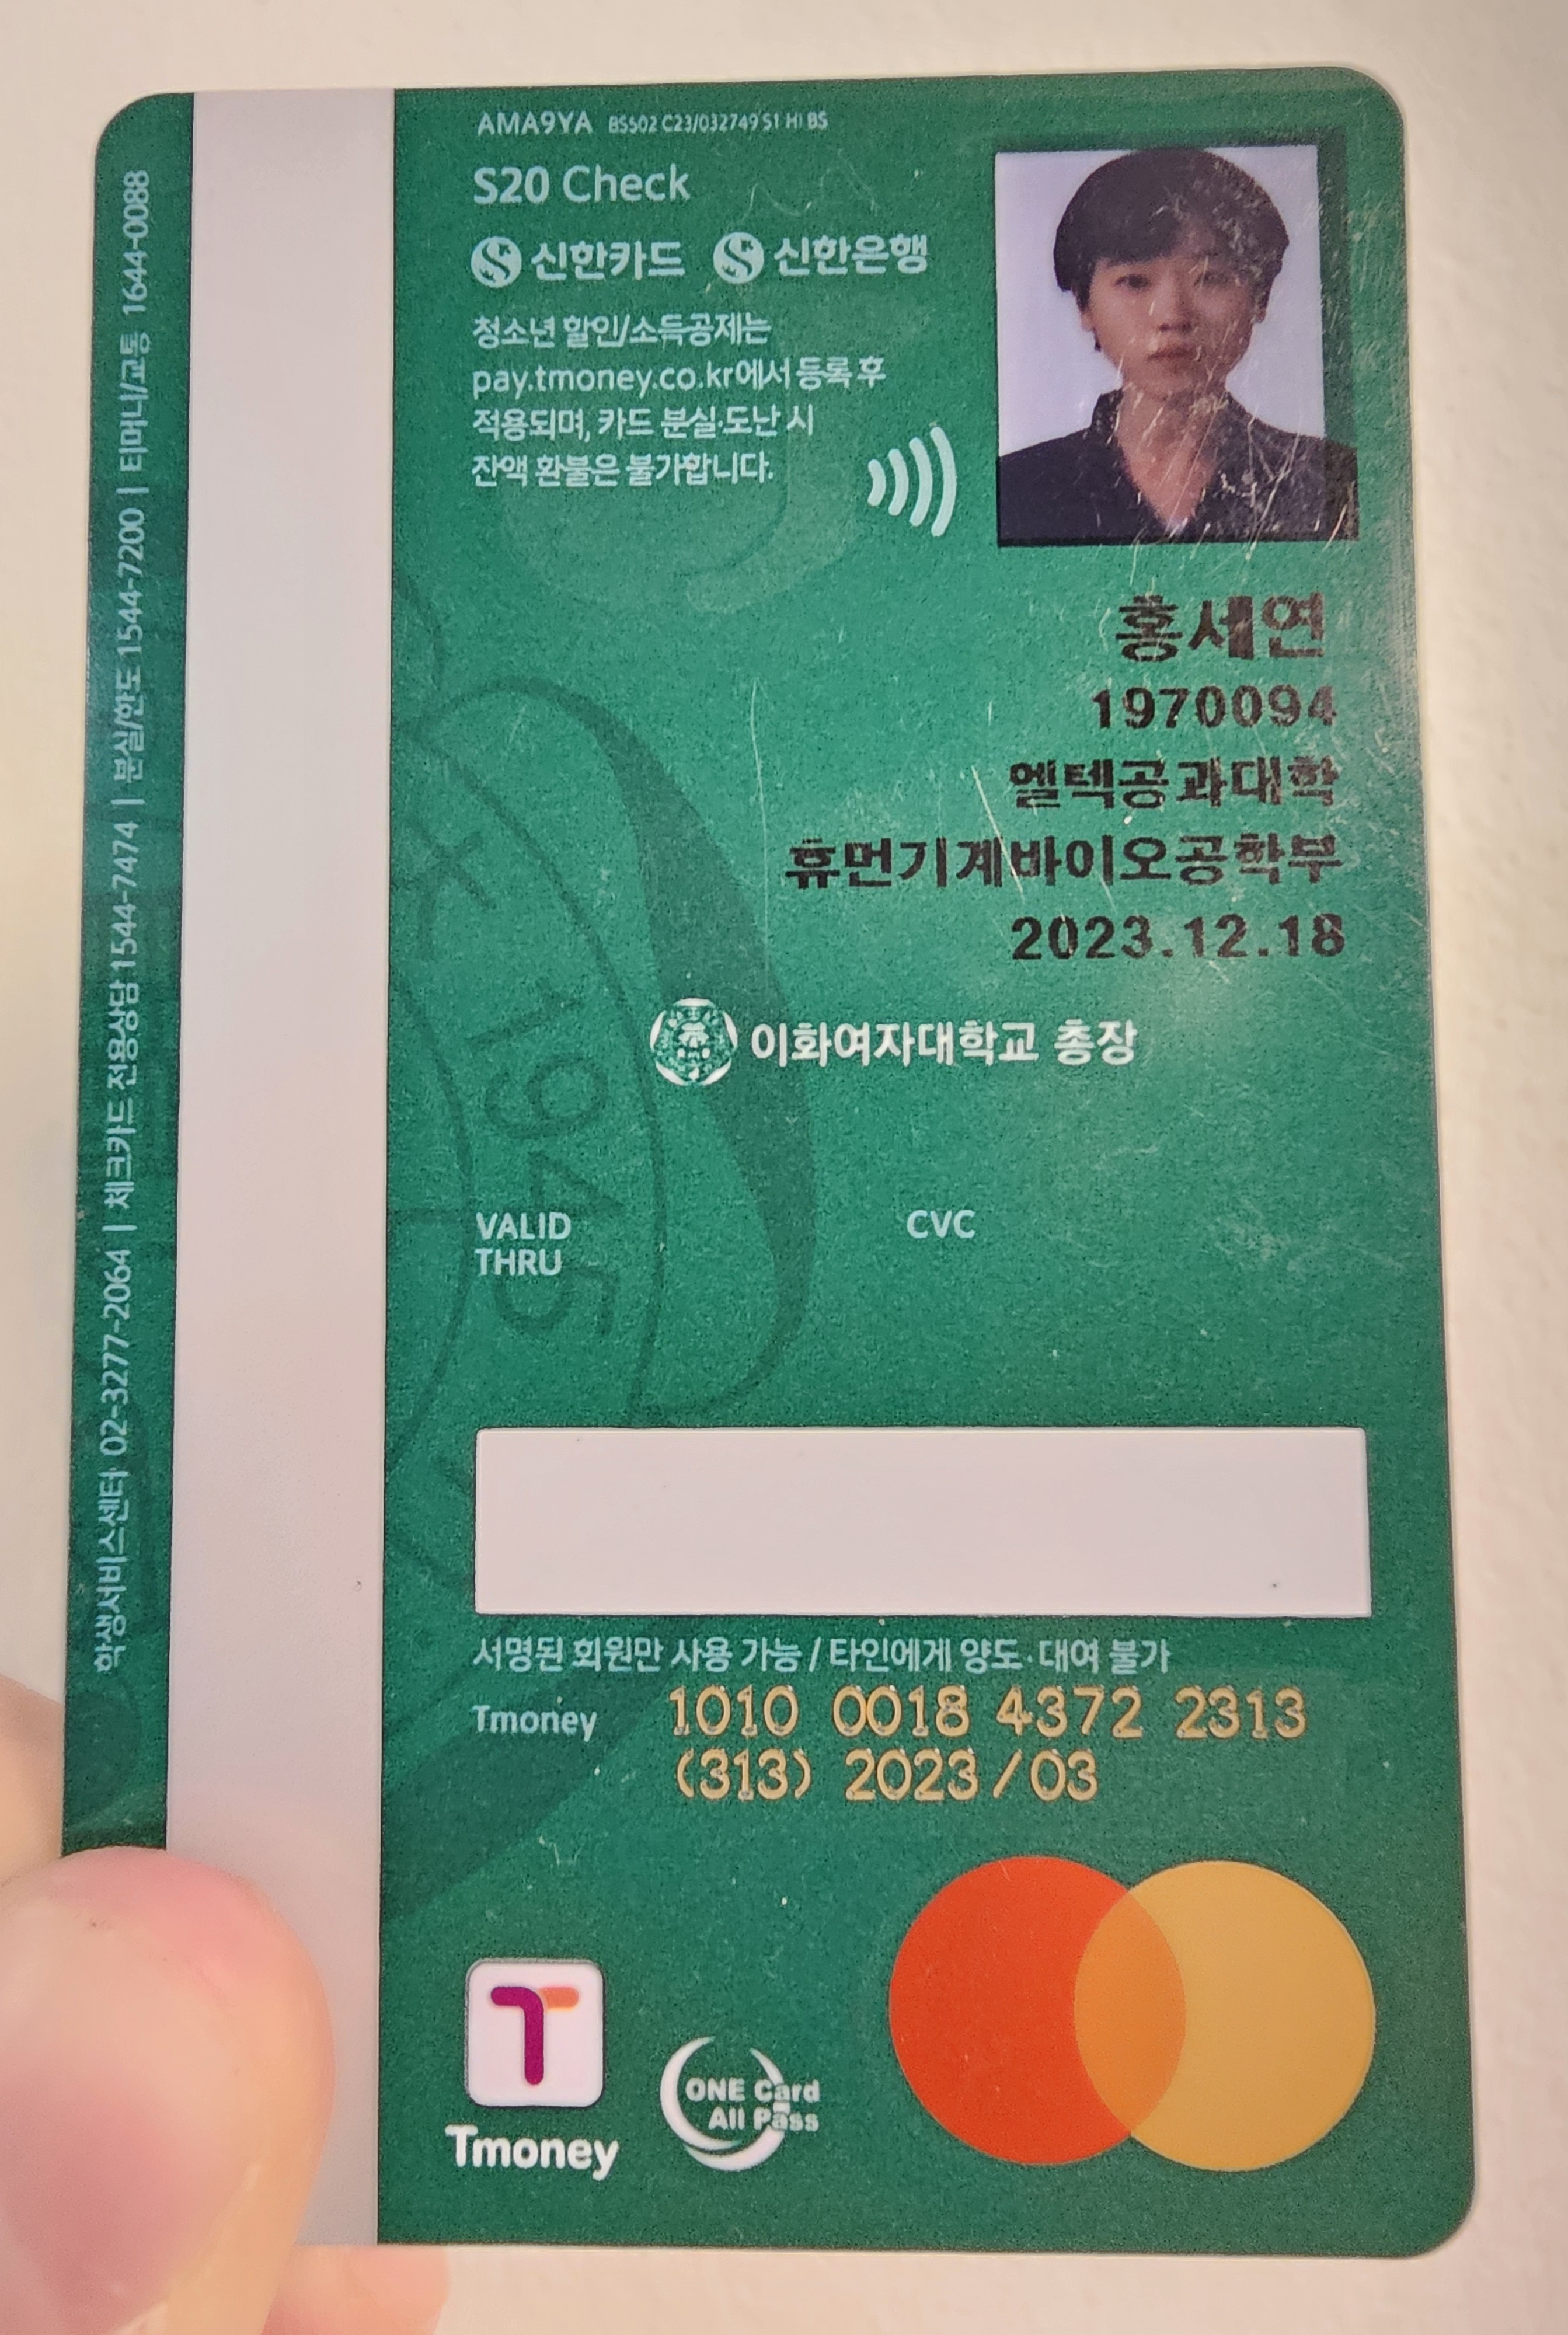 AMA9YA BS502 C23/032749 S1 HI BS
S20 Check
신한카드 신한은행
청소년 할인/소득공제는
pay.tmoney.co.kr에서 등록 후
적용되며, 카드 분실·도난 시
잔액 환불은 불가합니다.
홍세연
1970094
엘텍공과대학
휴먼기계바이오공학부
2023.12.18
이화여자대학교 총장
1945
VALID
THRU
CVC
서명된 회원만 사용 가능 / 타인에게 양도·대여 불가
Tmoney 1010 0018 4372 2313
(313) 2023/03
Tmoney
ONE Card
All Pass
학생서비스센터 02-3277-2064 | 체크카드 전용상담 1544-7474 | 분실/한도 1544-7200 | 티머니/교통 1644-0088